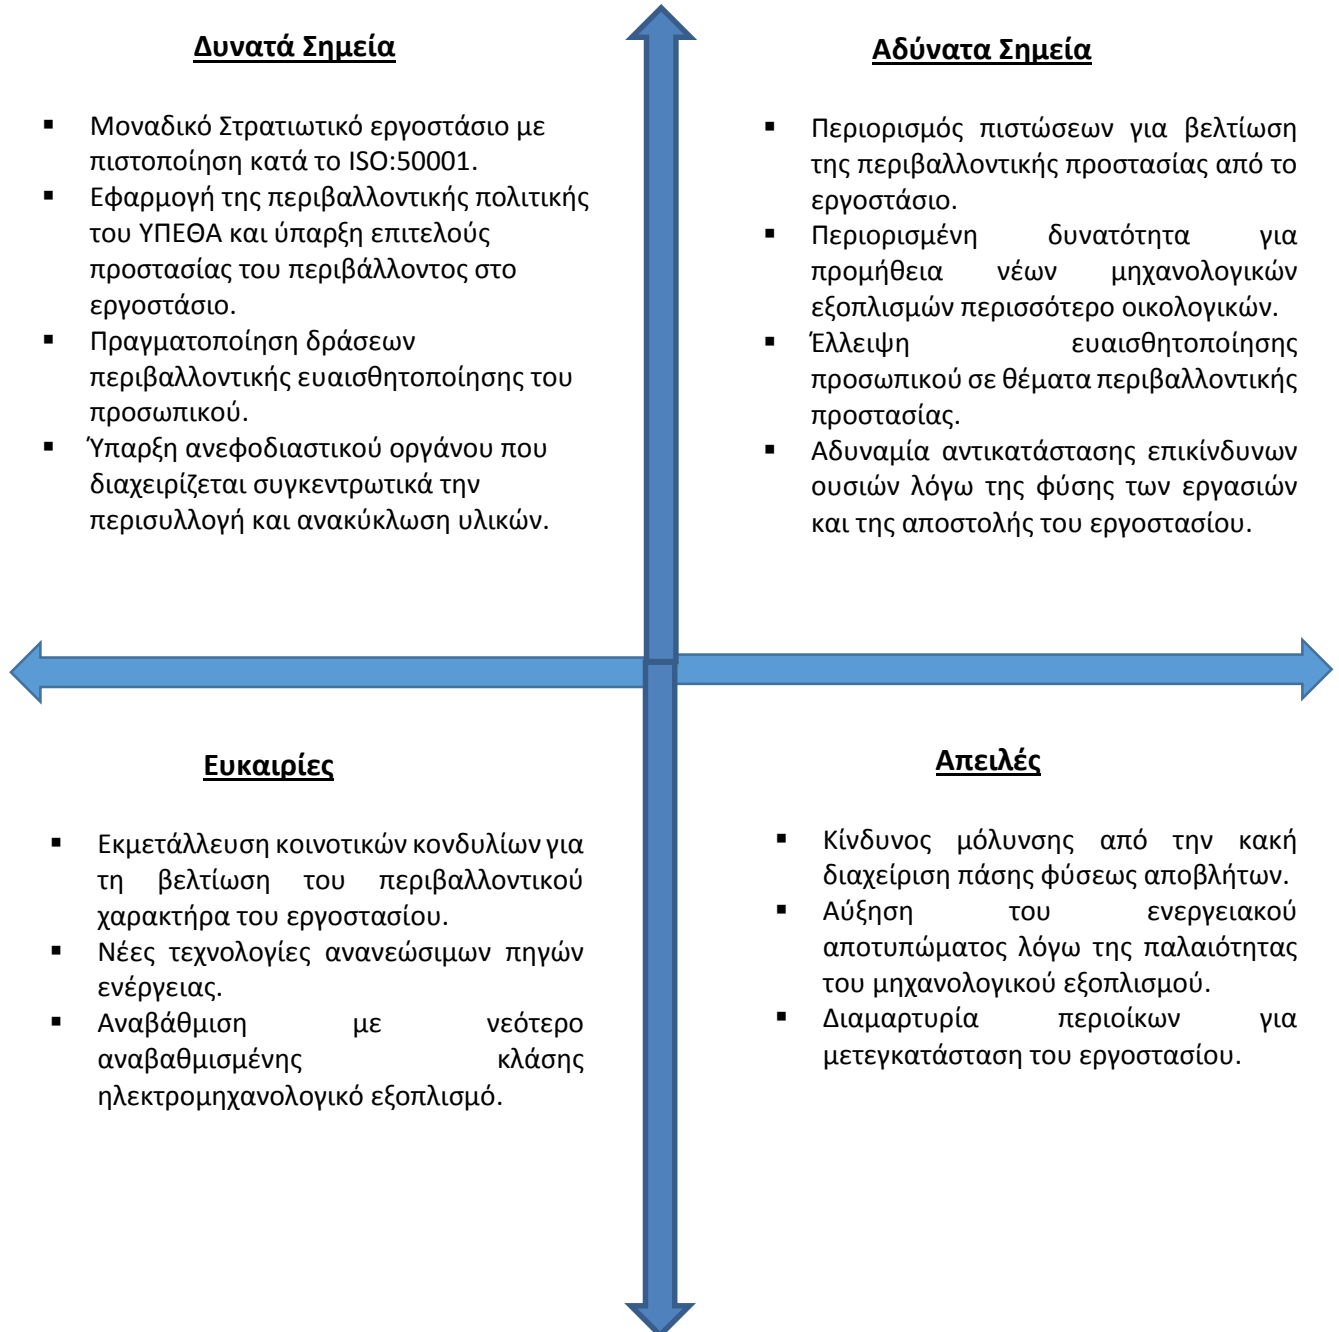 Δυνατά Σημεία
▪ Μοναδικό Στρατιωτικό εργοστάσιο με
πιστοποίηση κατά το ISO:50001.
▪ Εφαρμογή της περιβαλλοντικής πολιτικής
του ΥΠΕΘΑ και ύπαρξη επιτελούς
προστασίας του περιβάλλοντος στο
εργοστάσιο.
▪ Πραγματοποίηση δράσεων
περιβαλλοντικής ευαισθητοποίησης του
προσωπικού.
▪ Ύπαρξη ανεφοδιαστικού οργάνου που
διαχειρίζεται συγκεντρωτικά την
περισυλλογή και ανακύκλωση υλικών.
Αδύνατα Σημεία
▪ Περιορισμός πιστώσεων για βελτίωση
της περιβαλλοντικής προστασίας από το
εργοστάσιο.
▪ Περιορισμένη δυνατότητα για
προμήθεια νέων μηχανολογικών
εξοπλισμών περισσότερο οικολογικών.
▪ Έλλειψη ευαισθητοποίησης
προσωπικού σε θέματα περιβαλλοντικής
προστασίας.
▪ Αδυναμία αντικατάστασης επικίνδυνων
ουσιών λόγω της φύσης των εργασιών
και της αποστολής του εργοστασίου.
Ευκαιρίες
▪ Εκμετάλλευση κοινοτικών κονδυλίων για
τη βελτίωση του περιβαλλοντικού
χαρακτήρα του εργοστασίου.
▪ Νέες τεχνολογίες ανανεώσιμων πηγών
ενέργειας.
▪ Αναβάθμιση με νεότερο
αναβαθμισμένης κλάσης
ηλεκτρομηχανολογικό εξοπλισμό.
Απειλές
▪ Κίνδυνος μόλυνσης από την κακή
διαχείριση πάσης φύσεως αποβλήτων.
▪ Αύξηση του ενεργειακού
αποτυπώματος λόγω της παλαιότητας
του μηχανολογικού εξοπλισμού.
▪ Διαμαρτυρία περιοίκων για
μετεγκατάσταση του εργοστασίου.